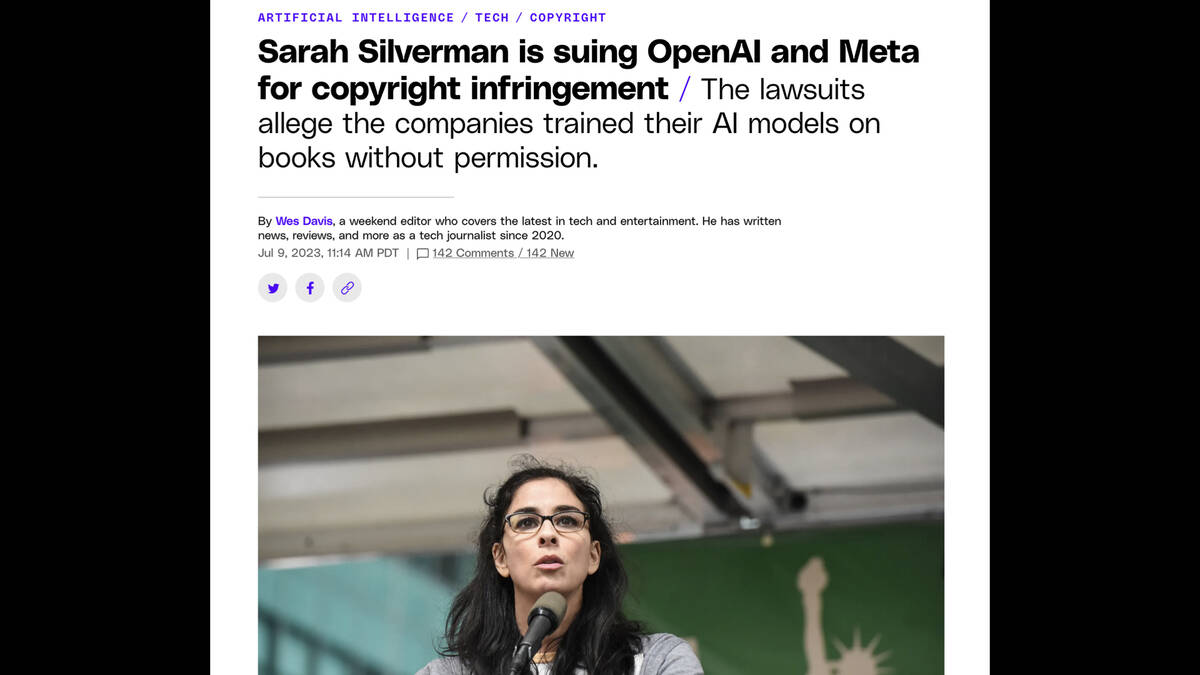 ARTIFICIAL INTELLIGENCE / TECH / COPYRIGHT
Sarah Silverman is suing OpenAI and Meta
for copyright infringement / The lawsuits
allege the companies trained their AI models on
books without permission.
By Wes Davis, a weekend editor who covers the latest in tech and entertainment. He has written
news, reviews, and more as a tech journalist since 2020.
Jul 9, 2023, 11:14 AM PDT | 142 Comments / 142 New